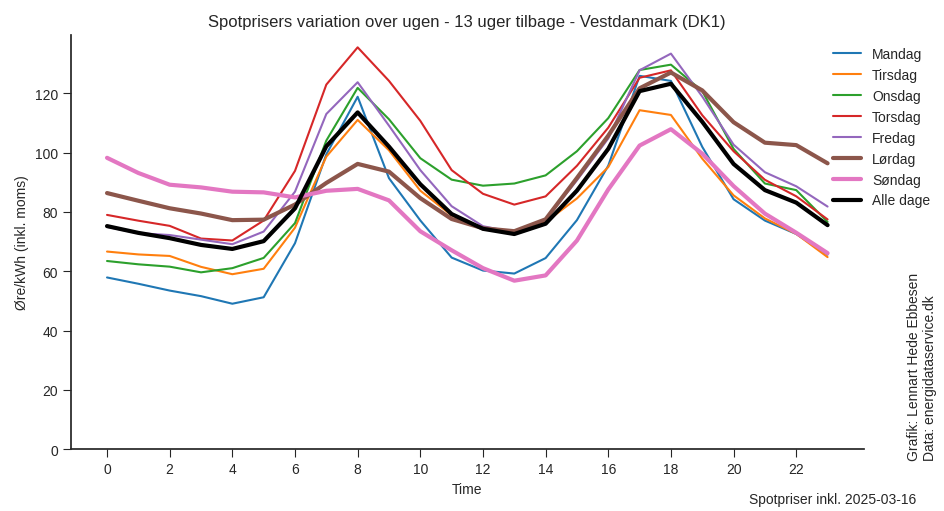 Spotprisers variation over ugen - 13 uger tilbage - Vestdanmark (DK1)
Øre/kWh (inkl. moms)
120
100
80
60
40
20
0
0 2 4 6 8 10 12 14 16 18 20 22
Time
Mandag
Tirsdag
Onsdag
Torsdag
Fredag
Lørdag
Søndag
Alle dage
Grafik: Lennart Hede Ebbesen
Data: energidataservice.dk
Spotpriser inkl. 2025-03-16